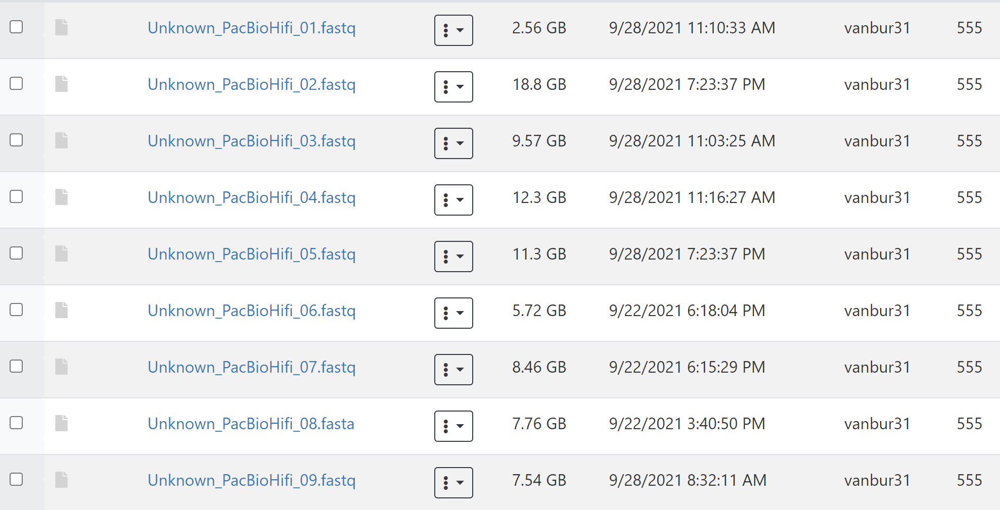 Unknown_PacBioHifi_01.fastq 2.56 GB 9/28/2021 11:10:33 AM vanbur31 555
Unknown_PacBioHifi_02.fastq 18.8 GB 9/28/2021 7:23:37 PM vanbur31 555
Unknown_PacBioHifi_03.fastq 9.57 GB 9/28/2021 11:03:25 AM vanbur31 555
Unknown_PacBioHifi_04.fastq 12.3 GB 9/28/2021 11:16:27 AM vanbur31 555
Unknown_PacBioHifi_05.fastq 11.3 GB 9/28/2021 7:23:37 PM vanbur31 555
Unknown_PacBioHifi_06.fastq 5.72 GB 9/22/2021 6:18:04 PM vanbur31 555
Unknown_PacBioHifi_07.fastq 8.46 GB 9/22/2021 6:15:29 PM vanbur31 555
Unknown_PacBioHifi_08.fasta 7.76 GB 9/22/2021 3:40:50 PM vanbur31 555
Unknown_PacBioHifi_09.fastq 7.54 GB 9/28/2021 8:32:11 AM vanbur31 555